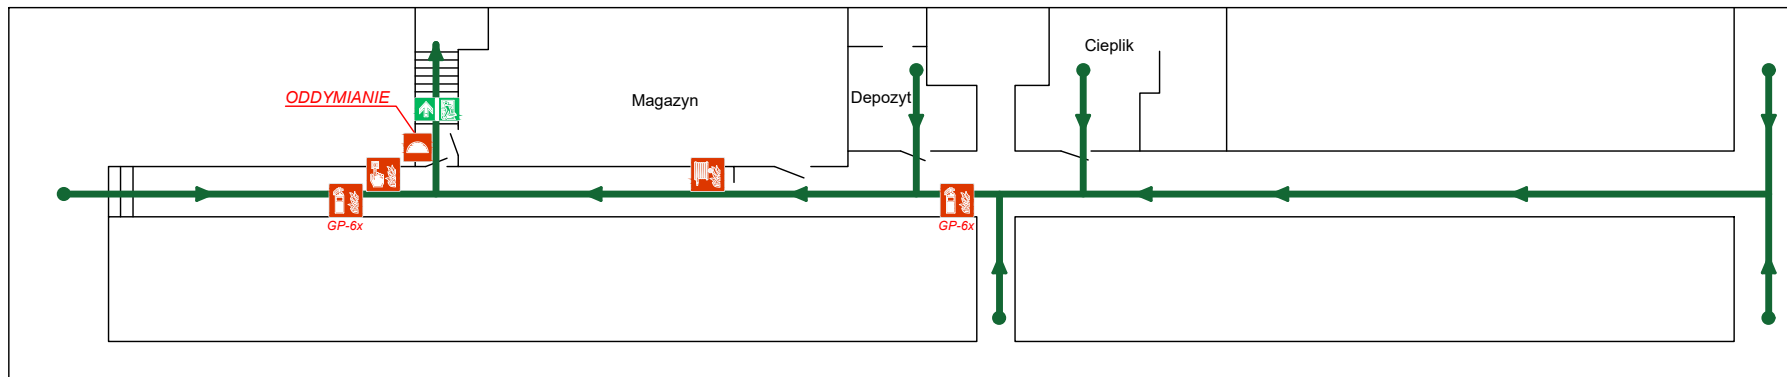 Cieplik
ODDYMIANIE
Magazyn
Depozyt
GP-6x
GP-6x